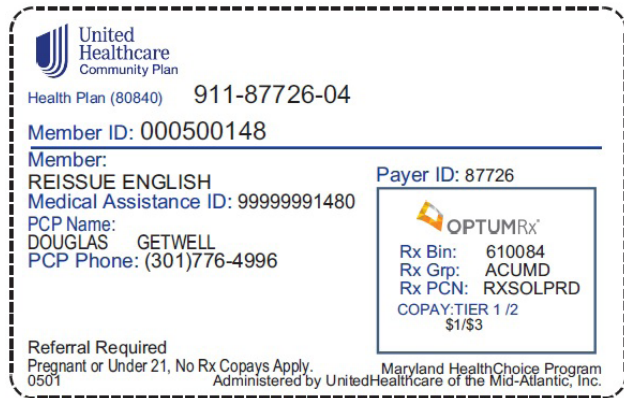 United
Healthcare
Community Plan
Health Plan (80840) 911-87726-04
Member ID: 000500148
Member:
REISSUE ENGLISH
Medical Assistance ID: 99999991480
PCP Name:
DOUGLAS GETWELL
PCP Phone: (301)776-4996
Payer ID: 87726
OPTUMRx®
Rx Bin: 610084
Rx Grp: ACUMD
Rx PCN: RXSOLPRD
COPAY:TIER 1 /2
$1/$3
Referral Required
Pregnant or Under 21, No Rx Copays Apply. Maryland HealthChoice Program
0501 Administered by UnitedHealthcare of the Mid-Atlantic, Inc.